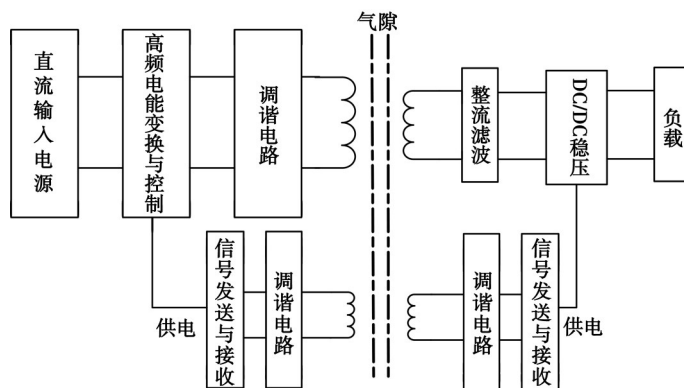 气隙
直流输入电源
高频电能变换与控制
调谐电路
整流滤波
DC/DC稳压
负载
供电
信号发送与接收
调谐电路
调谐电路
信号发送与接收
供电